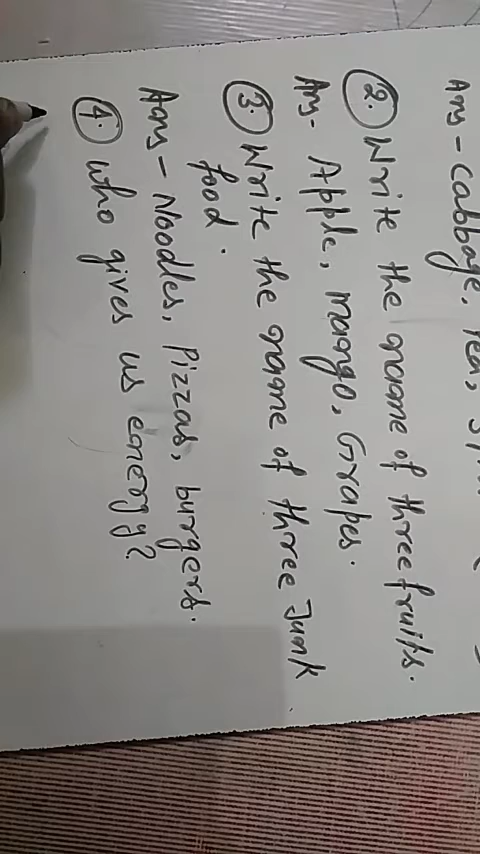 Ans - Cabbage, Pea,
②. Write the name of three fruits.
Ans. Apple, mango, Grapes.
③. Write the name of three Junk
food.
Ans - Noodles, Pizzas, burgers.
④. Who gives us energy?